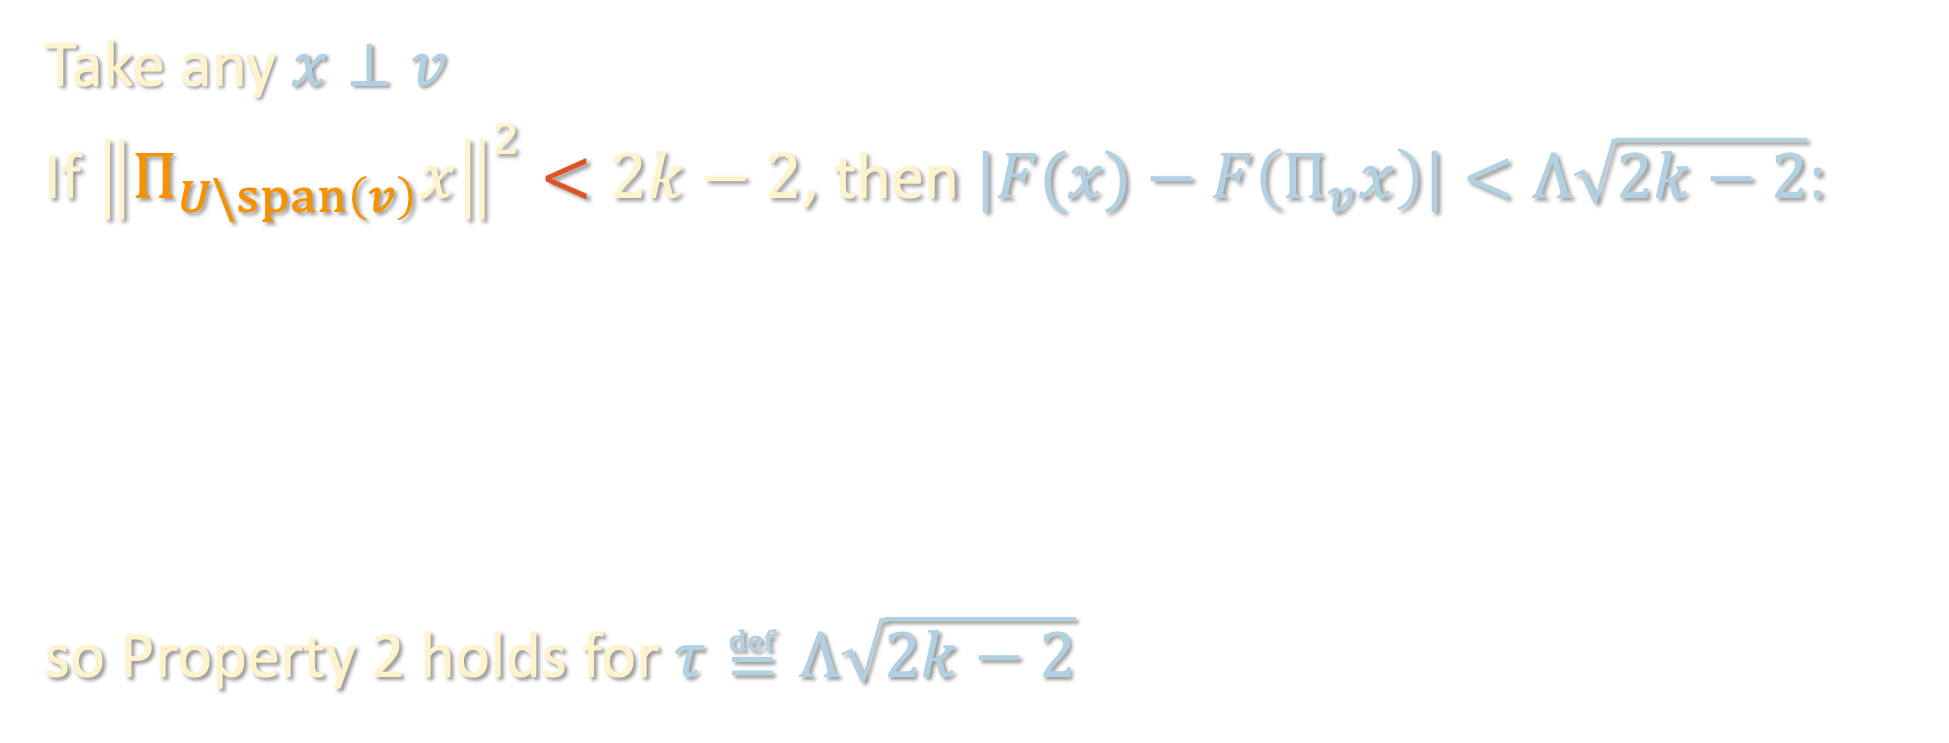 Take any 𝒙 ⊥ 𝒗
If ‖Π_{U\span(v)}x‖² < 2k − 2, then |F(x) − F(Π_v x)| < Λ√(2k − 2):
so Property 2 holds for τ ≝ Λ√(2k − 2)